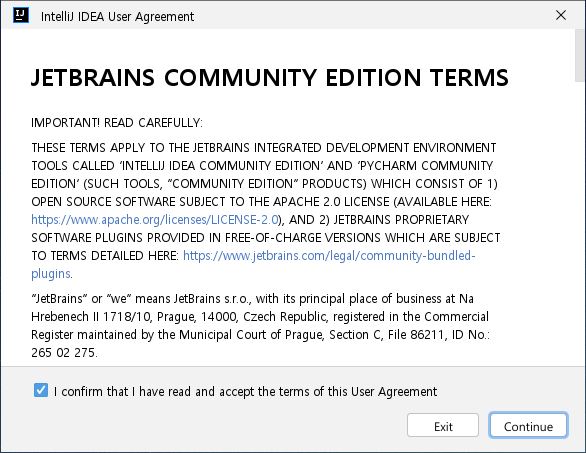 IJ
IntelliJ IDEA User Agreement
JETBRAINS COMMUNITY EDITION TERMS
IMPORTANT! READ CAREFULLY:
THESE TERMS APPLY TO THE JETBRAINS INTEGRATED DEVELOPMENT ENVIRONMENT
TOOLS CALLED ‘INTELLIJ IDEA COMMUNITY EDITION’ AND ‘PYCHARM COMMUNITY
EDITION’ (SUCH TOOLS, “COMMUNITY EDITION” PRODUCTS) WHICH CONSIST OF 1)
OPEN SOURCE SOFTWARE SUBJECT TO THE APACHE 2.0 LICENSE (AVAILABLE HERE:
https://www.apache.org/licenses/LICENSE-2.0), AND 2) JETBRAINS PROPRIETARY
SOFTWARE PLUGINS PROVIDED IN FREE-OF-CHARGE VERSIONS WHICH ARE SUBJECT
TO TERMS DETAILED HERE: https://www.jetbrains.com/legal/community-bundled-
plugins.
“JetBrains” or “we” means JetBrains s.r.o., with its principal place of business at Na
Hrebenech II 1718/10, Prague, 14000, Czech Republic, registered in the Commercial
Register maintained by the Municipal Court of Prague, Section C, File 86211, ID No.:
265 02 275.
I confirm that I have read and accept the terms of this User Agreement
Exit
Continue